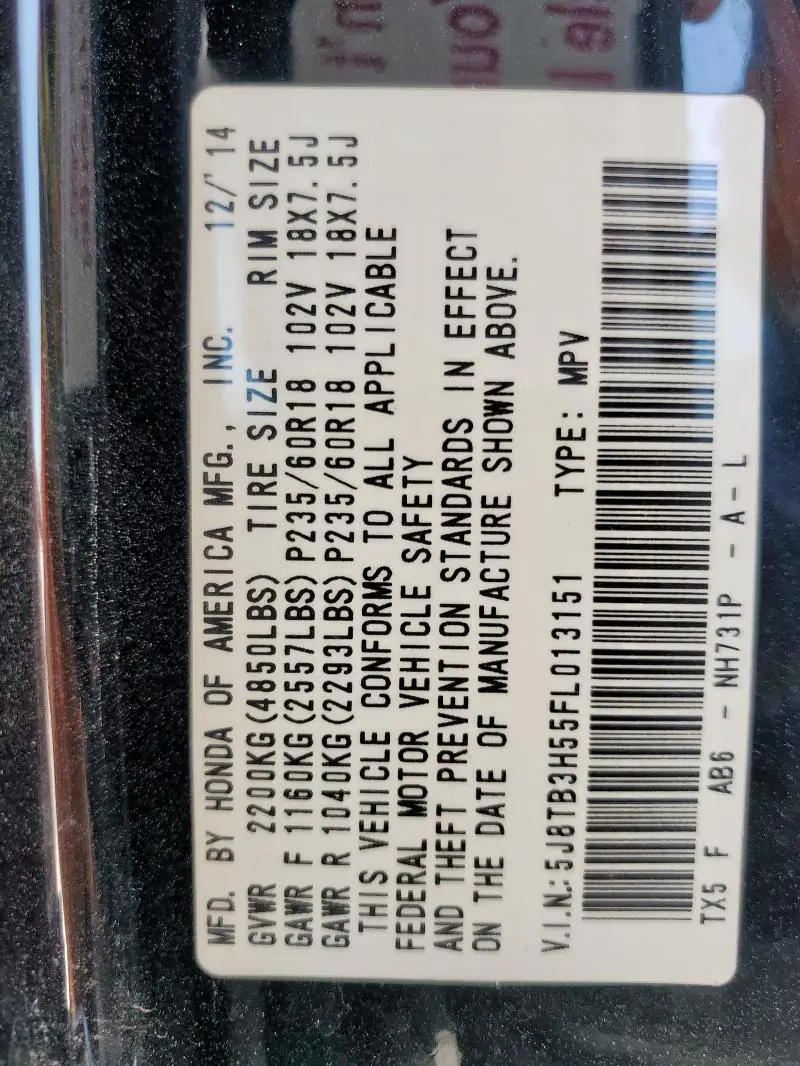 MFD. BY HONDA OF AMERICA MFG., INC. 12/'14
GVWR 2200KG(4850LBS) TIRE SIZE RIM SIZE
GAWR F 1160KG(2557LBS) P235/60R18 102V 18X7.5J
GAWR R 1040KG(2293LBS) P235/60R18 102V 18X7.5J
THIS VEHICLE CONFORMS TO ALL APPLICABLE
FEDERAL MOTOR VEHICLE SAFETY
AND THEFT PREVENTION STANDARDS IN EFFECT
ON THE DATE OF MANUFACTURE SHOWN ABOVE.
V.I.N.: 5J8TB3H55FL013151 TYPE: MPV
TX5 F AB6 - NH731P - A - L